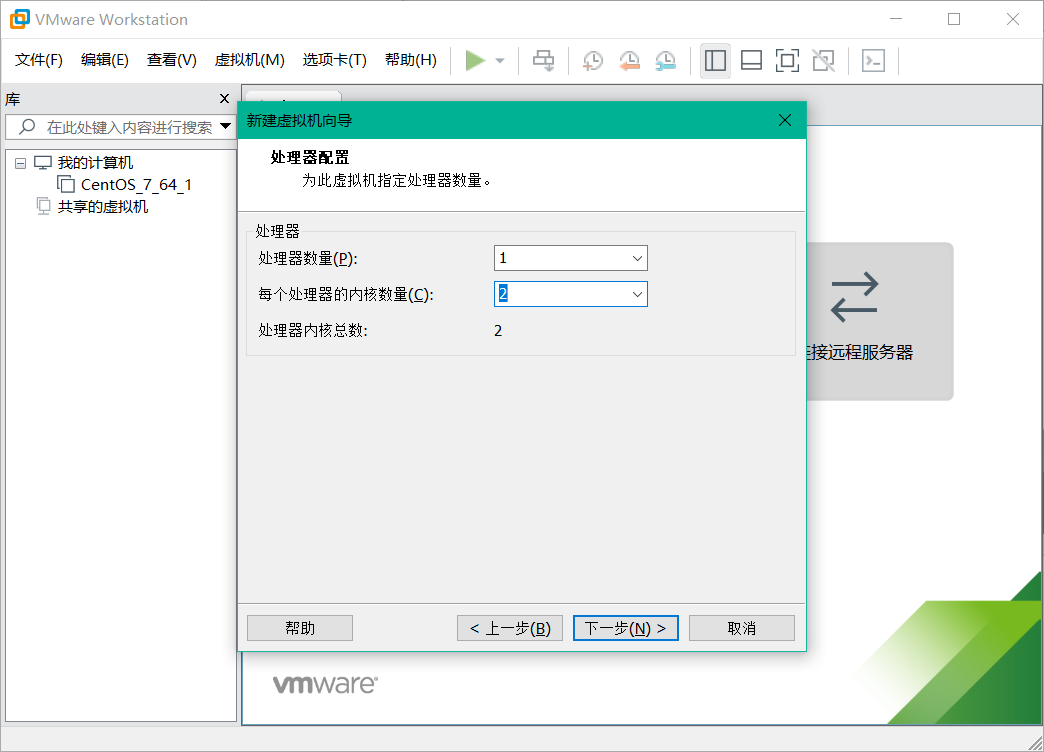 VMware Workstation
文件(F) 编辑(E) 查看(V) 虚拟机(M) 选项卡(T) 帮助(H)
库
在此处键入内容进行搜索
我的计算机
CentOS_7_64_1
共享的虚拟机
新建虚拟机向导
处理器配置
为此虚拟机指定处理器数量。
处理器
处理器数量(P): 1
每个处理器的内核数量(C): 2
处理器内核总数: 2
接远程服务器
帮助 < 上一步(B) 下一步(N) > 取消
vmware